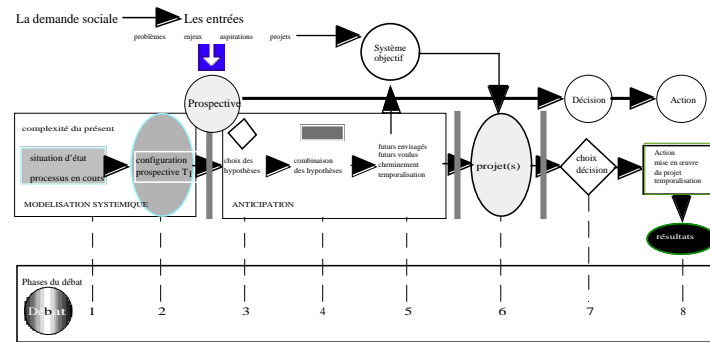 La demande sociale Les entrées
problèmes enjeux aspirations projets
Système
objectif
Prospective
Décision
Action
complexité du présent
situation d'état
processus en cours
configuration
prospective T1
MODELISATION SYSTEMIQUE
choix des
hypothèses
combinaison
des hypothèses
futurs envisagés
futurs voulus
cheminement
temporalisation
ANTICIPATION
projet(s)
choix
décision
Action
mise en œuvre
du projet
temporalisation
résultats
Phases du débat
Débat
1 2 3 4 5 6 7 8